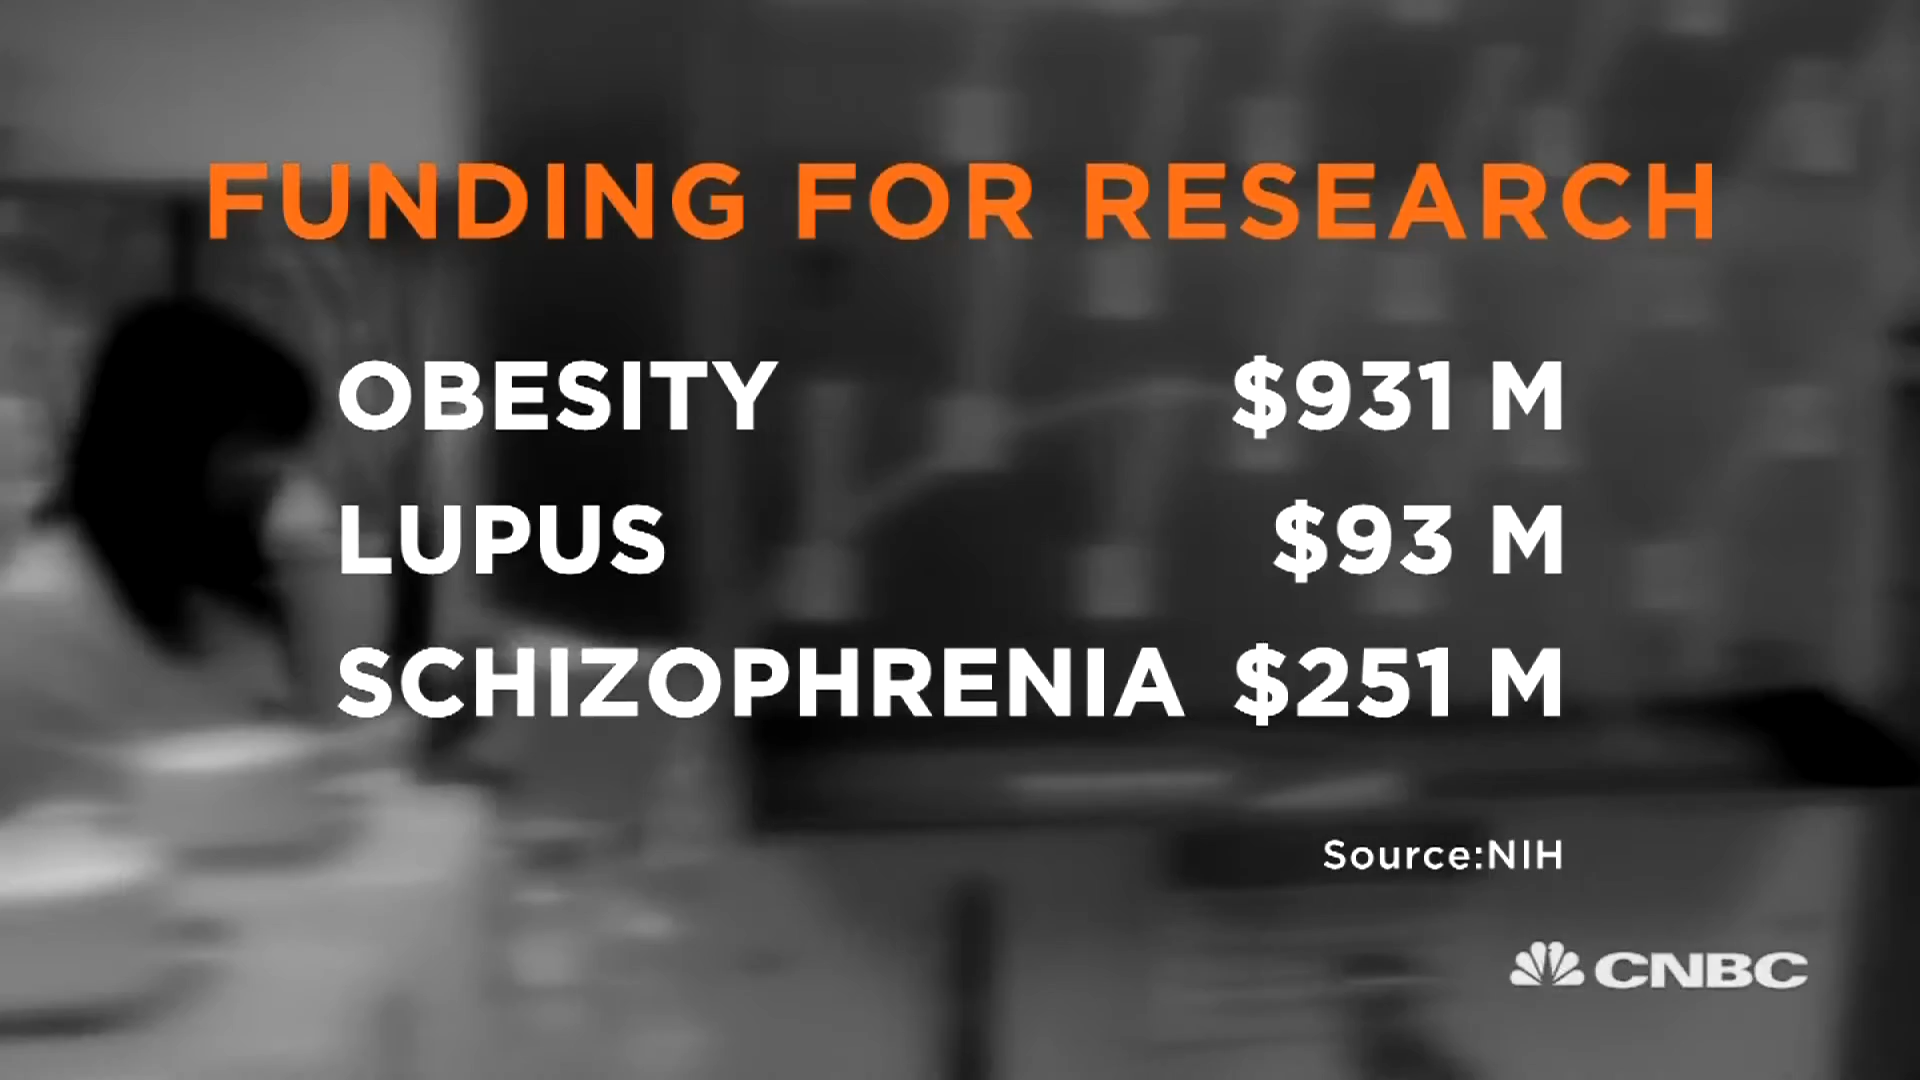 FUNDING FOR RESEARCH
OBESITY $931 M
LUPUS $93 M
SCHIZOPHRENIA $251 M
Source:NIH
CNBC